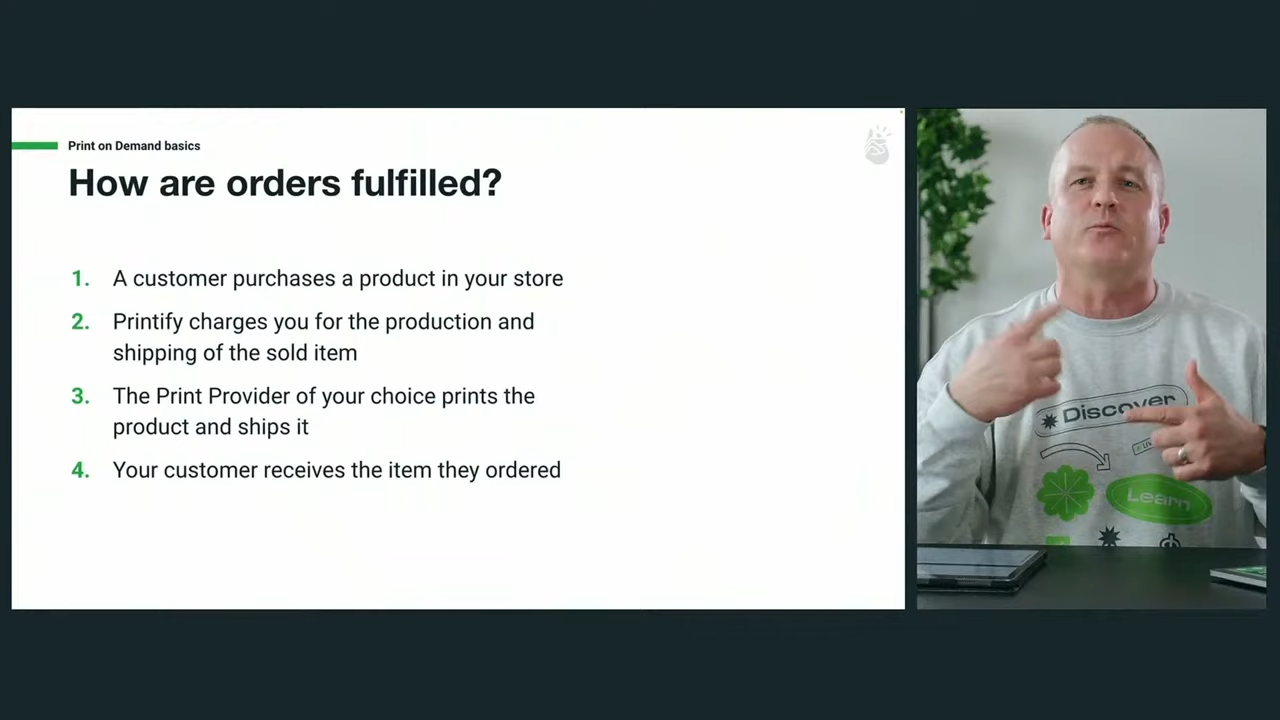 Print on Demand basics
How are orders fulfilled?
1. A customer purchases a product in your store
2. Printify charges you for the production and
shipping of the sold item
3. The Print Provider of your choice prints the
product and ships it
4. Your customer receives the item they ordered
Discover
Learn